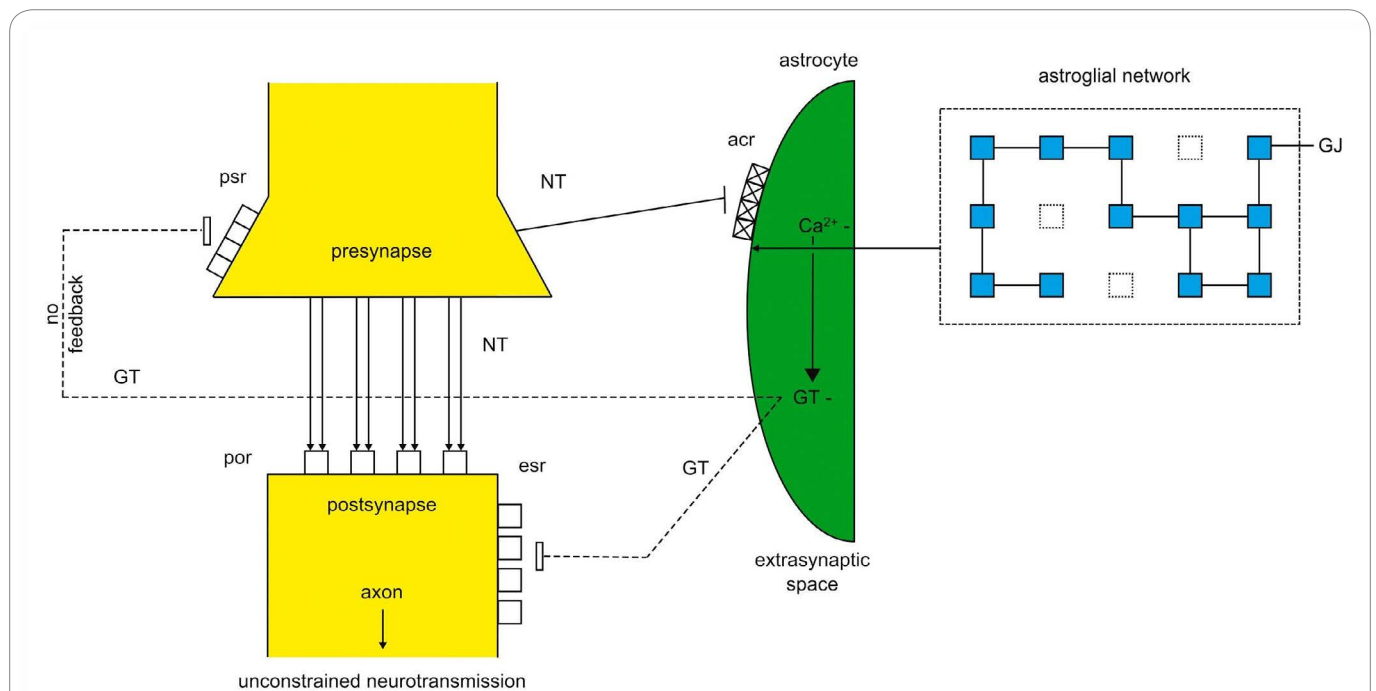 astrocyte
astroglial network
acr
GJ
psr
NT
Ca²⁺ -
presynapse
no
feedback
NT
GT
GT -
por
esr
GT
postsynapse
extrasynaptic
space
axon
unconstrained neurotransmission